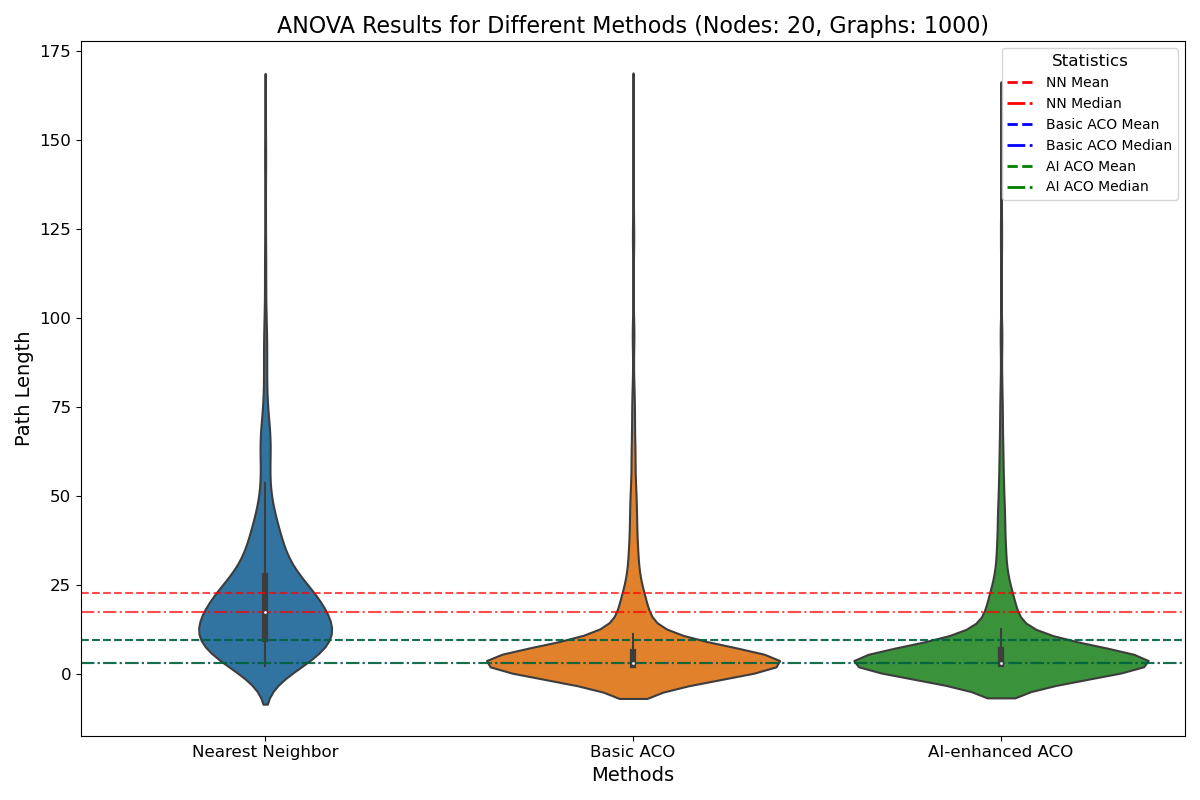 ANOVA Results for Different Methods (Nodes: 20, Graphs: 1000)
Statistics
NN Mean
NN Median
Basic ACO Mean
Basic ACO Median
AI ACO Mean
AI ACO Median
Path Length
175
150
125
100
75
50
25
0
Nearest Neighbor
Basic ACO
AI-enhanced ACO
Methods